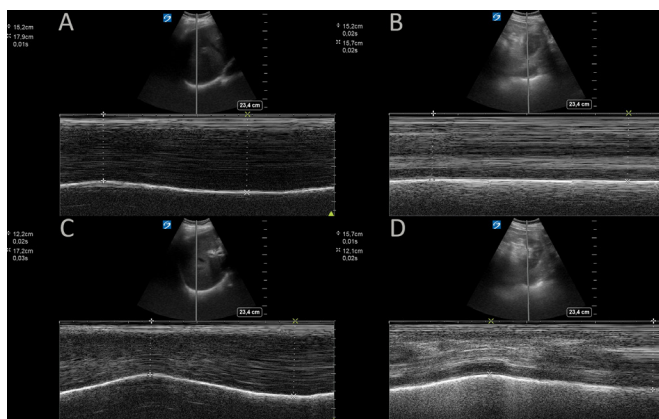 A
15,2cm
0,01s
17,9cm
23,4 cm
B
15,2cm
0,02s
15,7cm
0,02s
23,4 cm
C
12,2cm
0,02s
17,2cm
0,03s
23,4 cm
D
15,7cm
0,01s
12,1cm
0,02s
23,4 cm